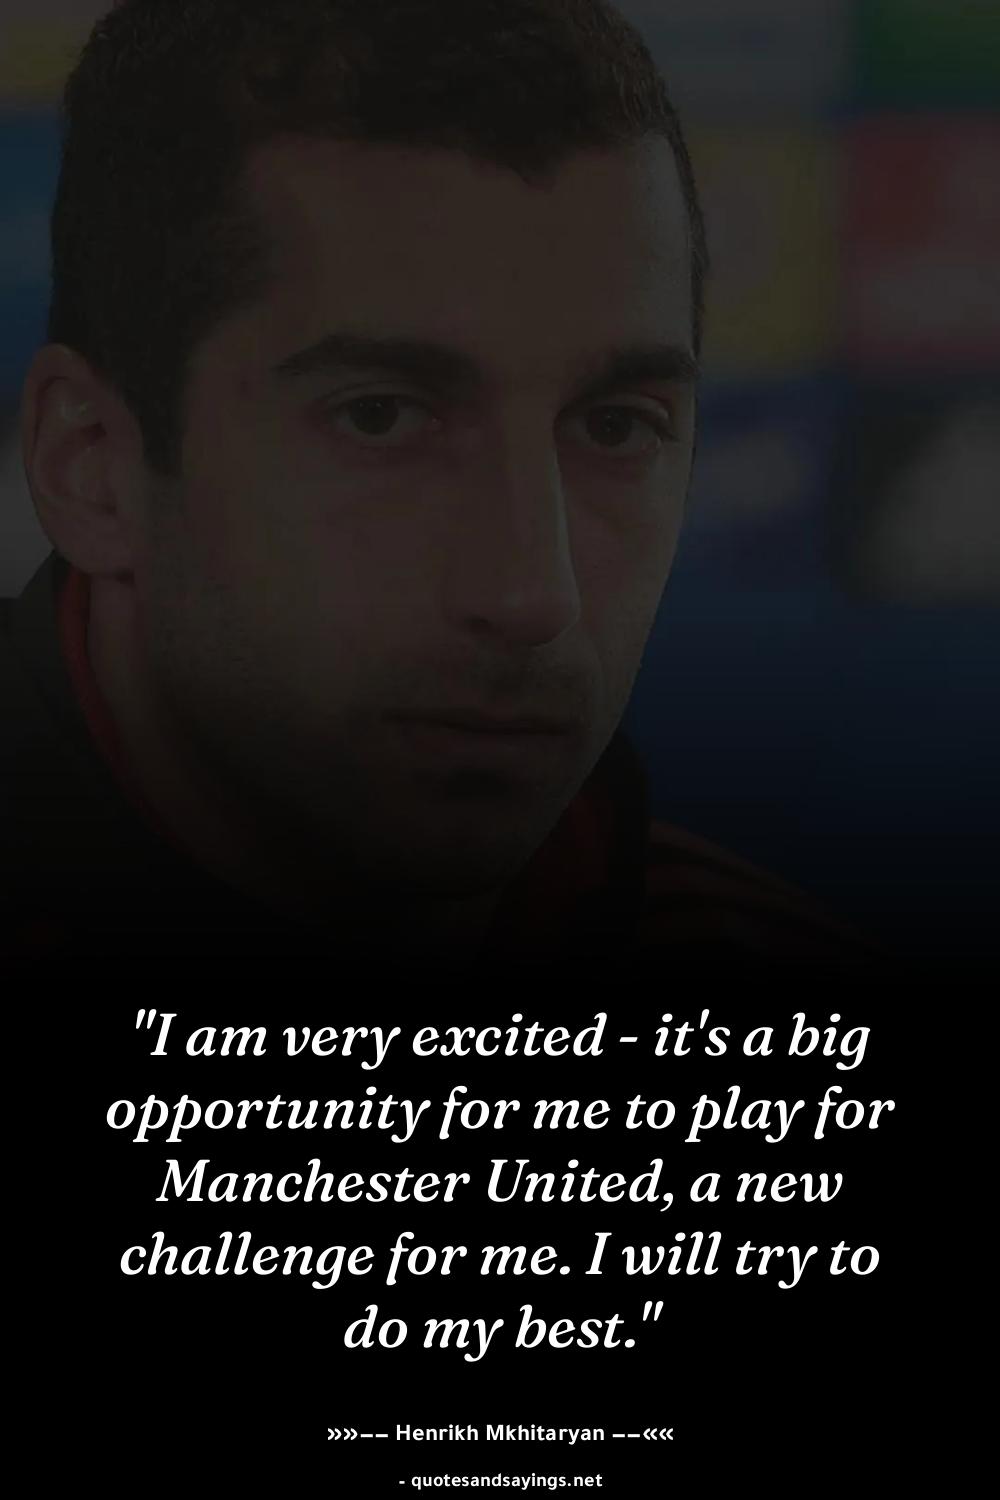 "I am very excited - it's a big
opportunity for me to play for
Manchester United, a new
challenge for me. I will try to
do my best."
»»−− Henrikh Mkhitaryan −−««
- quotesandsayings.net